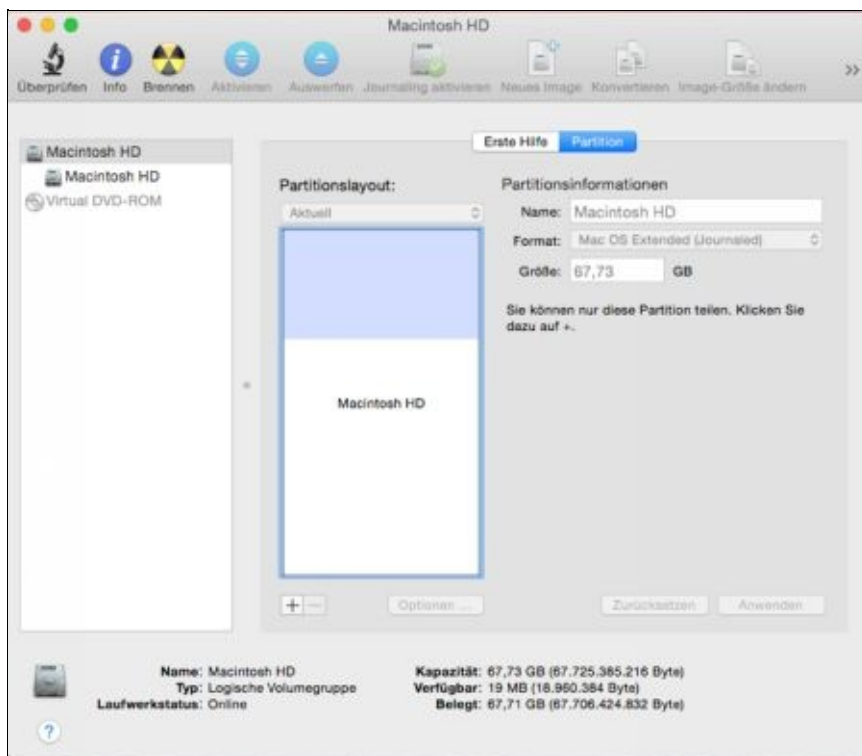 Macintosh HD
Überprüfen Info Brennen Aktivieren Auswerfen Journaling aktivieren Neues Image Konvertieren Image-Größe ändern »
Erste Hilfe Partition
Macintosh HD
Macintosh HD
Virtual DVD-ROM
Partitionslayout:
Aktuell
Macintosh HD
+ −
Optionen ...
Partitionsinformationen
Name: Macintosh HD
Format: Mac OS Extended (Journaled)
Größe: 67,73 GB
Sie können nur diese Partition teilen. Klicken Sie
dazu auf +.
Zurücksetzen Anwenden
Name: Macintosh HD
Typ: Logische Volumegruppe
Laufwerkstatus: Online
Kapazität: 67,73 GB (67.725.385.216 Byte)
Verfügbar: 19 MB (18.960.384 Byte)
Belegt: 67,71 GB (67.706.424.832 Byte)
?